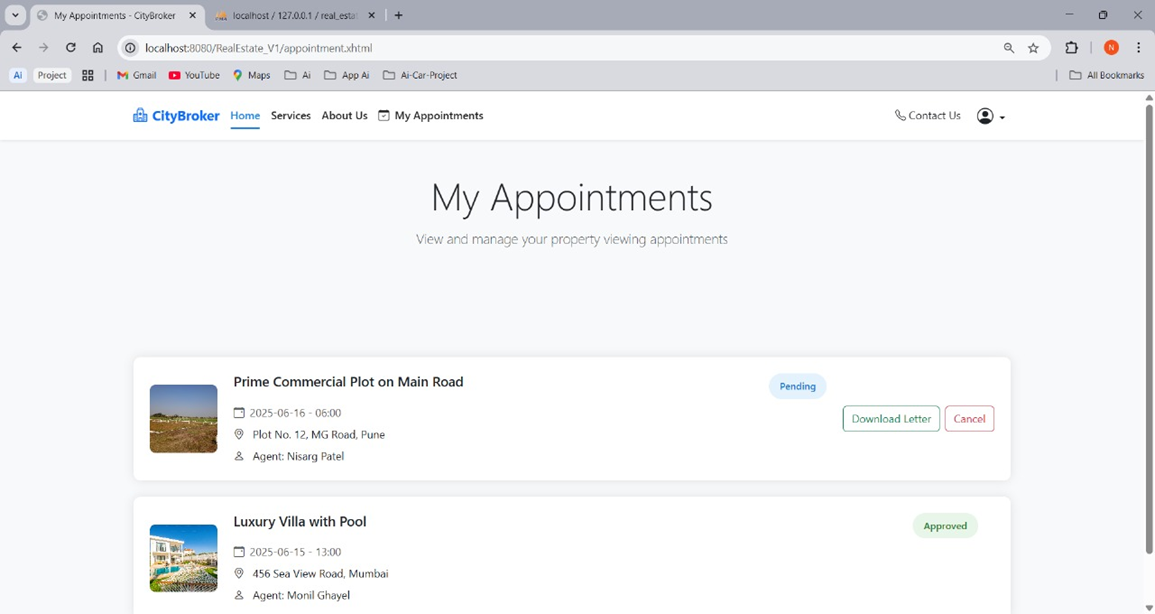 My Appointments - CityBroker
localhost / 127.0.0.1 / real_esta
localhost:8080/RealEstate_V1/appointment.xhtml
N
Ai
Project
Gmail
YouTube
Maps
Ai
App Ai
Ai-Car-Project
All Bookmarks
CityBroker
Home
Services
About Us
My Appointments
Contact Us
My Appointments
View and manage your property viewing appointments
Prime Commercial Plot on Main Road
Pending
2025-06-16 - 06:00
Download Letter
Cancel
Plot No. 12, MG Road, Pune
Agent: Nisarg Patel
Luxury Villa with Pool
Approved
2025-06-15 - 13:00
456 Sea View Road, Mumbai
Agent: Monil Ghayel